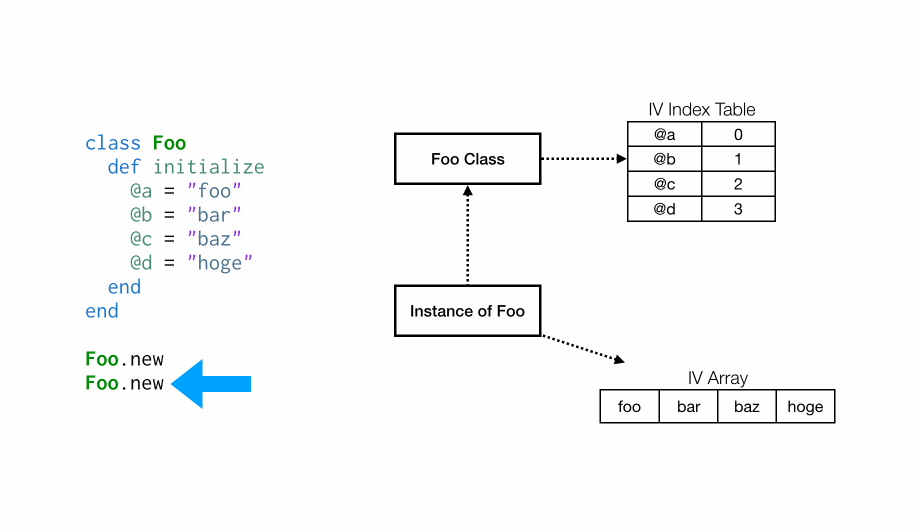 class Foo
  def initialize
    @a = "foo"
    @b = "bar"
    @c = "baz"
    @d = "hoge"
  end
end
Foo.new
Foo.new
Foo Class
Instance of Foo
IV Index Table
@a 0
@b 1
@c 2
@d 3
IV Array
foo bar baz hoge